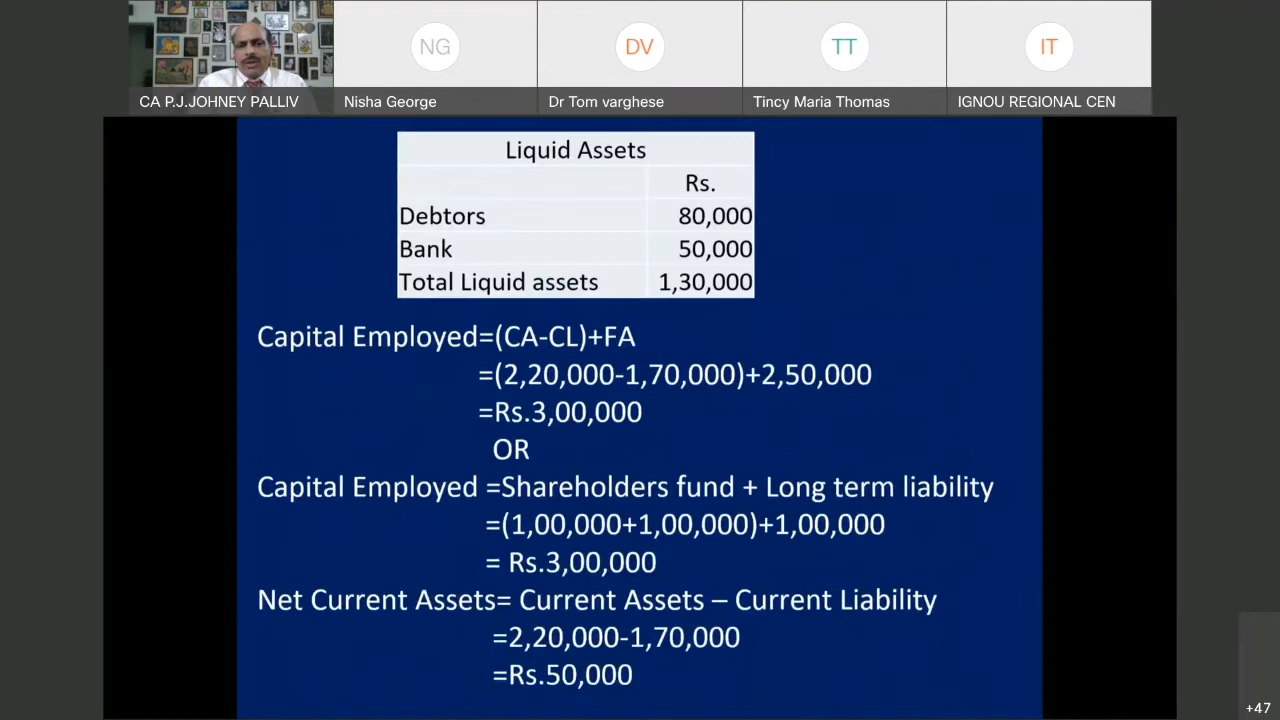 NG
DV
TT
IT
CA P.J.JOHNEY PALLIV
Nisha George
Dr Tom varghese
Tincy Maria Thomas
IGNOU REGIONAL CEN
Liquid Assets
Rs.
Debtors 80,000
Bank 50,000
Total Liquid assets 1,30,000
Capital Employed=(CA-CL)+FA
=(2,20,000-1,70,000)+2,50,000
=Rs.3,00,000
OR
Capital Employed =Shareholders fund + Long term liability
=(1,00,000+1,00,000)+1,00,000
= Rs.3,00,000
Net Current Assets= Current Assets – Current Liability
=2,20,000-1,70,000
=Rs.50,000
+47